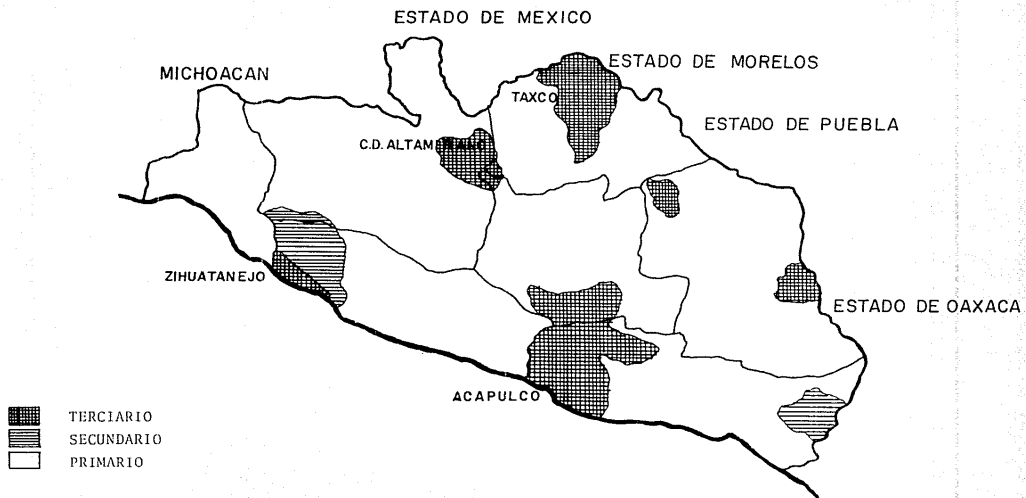 ESTADO DE MEXICO
ESTADO DE MORELOS
MICHOACAN
TAXCO
ESTADO DE PUEBLA
C.D. ALTAMIRANO
ZIHUATANEJO
ESTADO DE OAXACA
ACAPULCO
TERCIARIO
SECUNDARIO
PRIMARIO